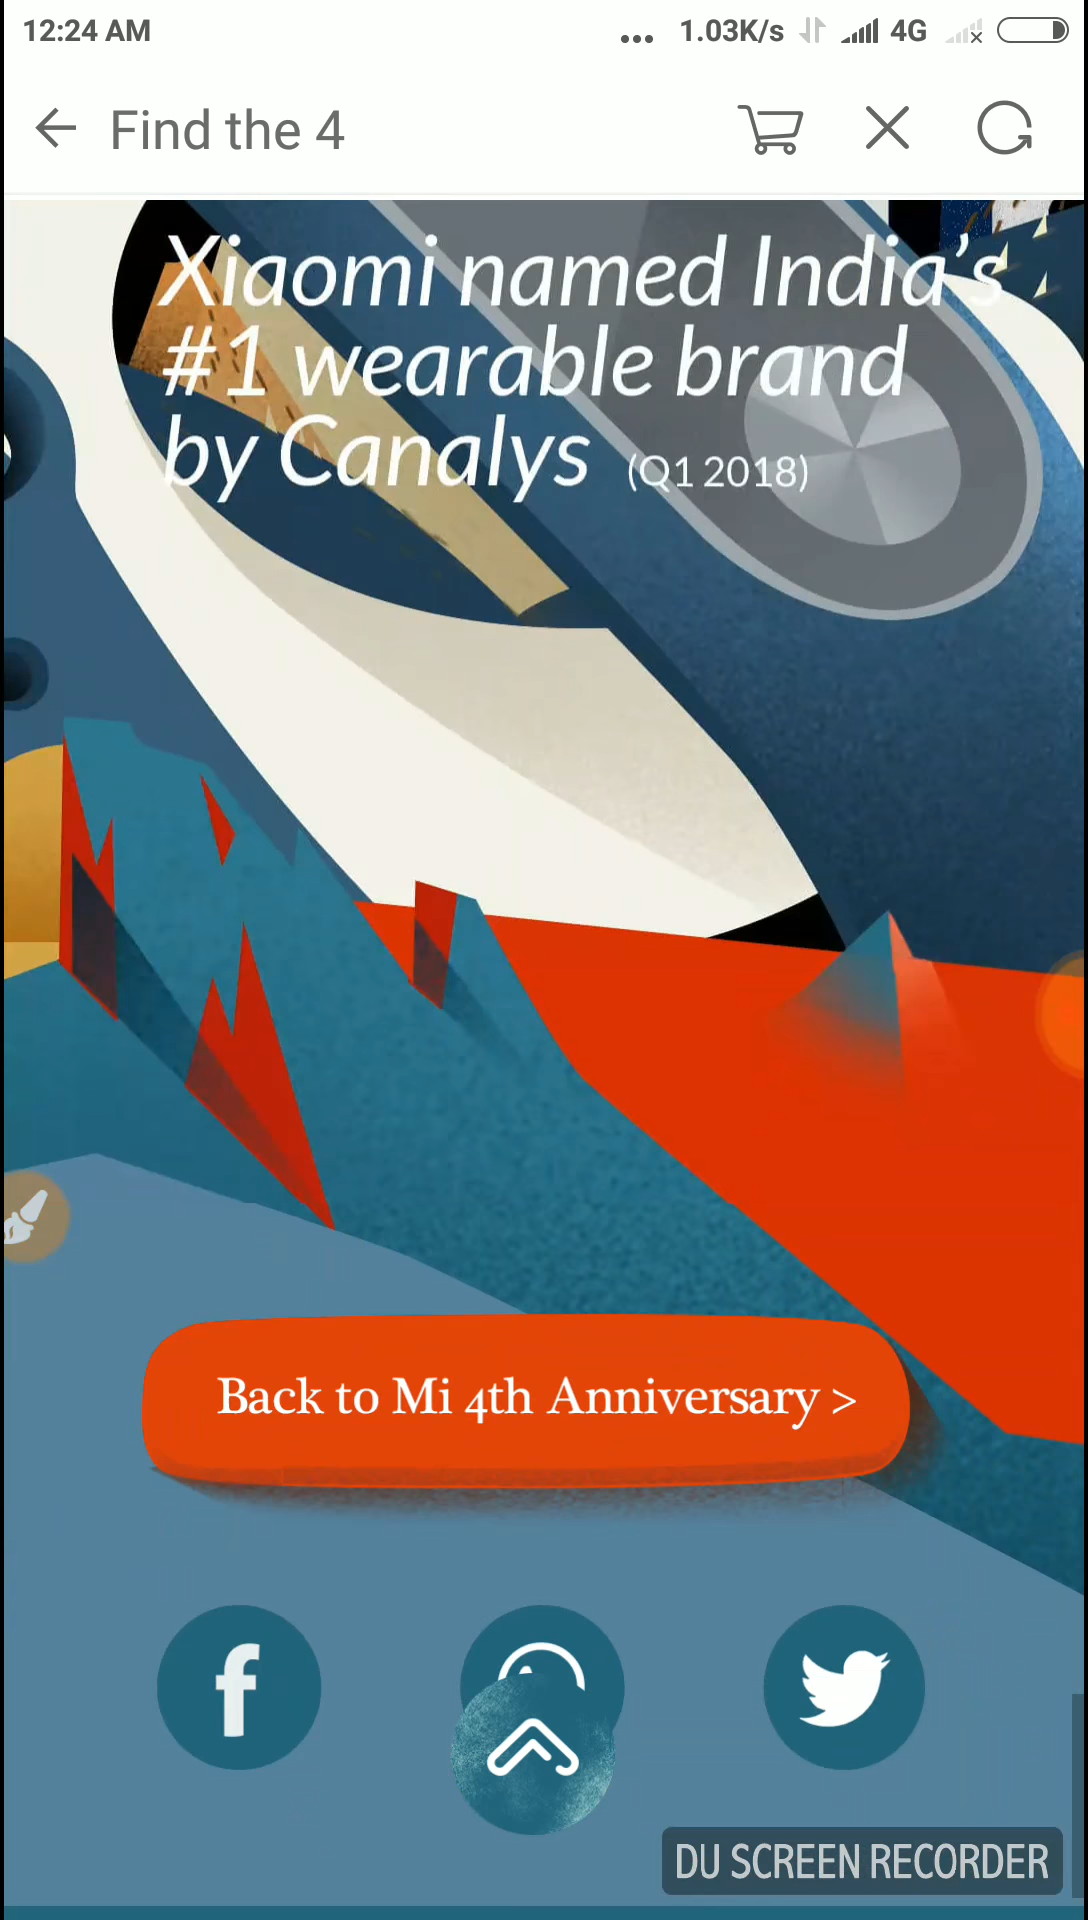 12:24 AM
... 1.03K/s 4G
Find the 4
Xiaomi named India's
#1 wearable brand
by Canalys (Q1 2018)
Back to Mi 4th Anniversary >
f
DU SCREEN RECORDER